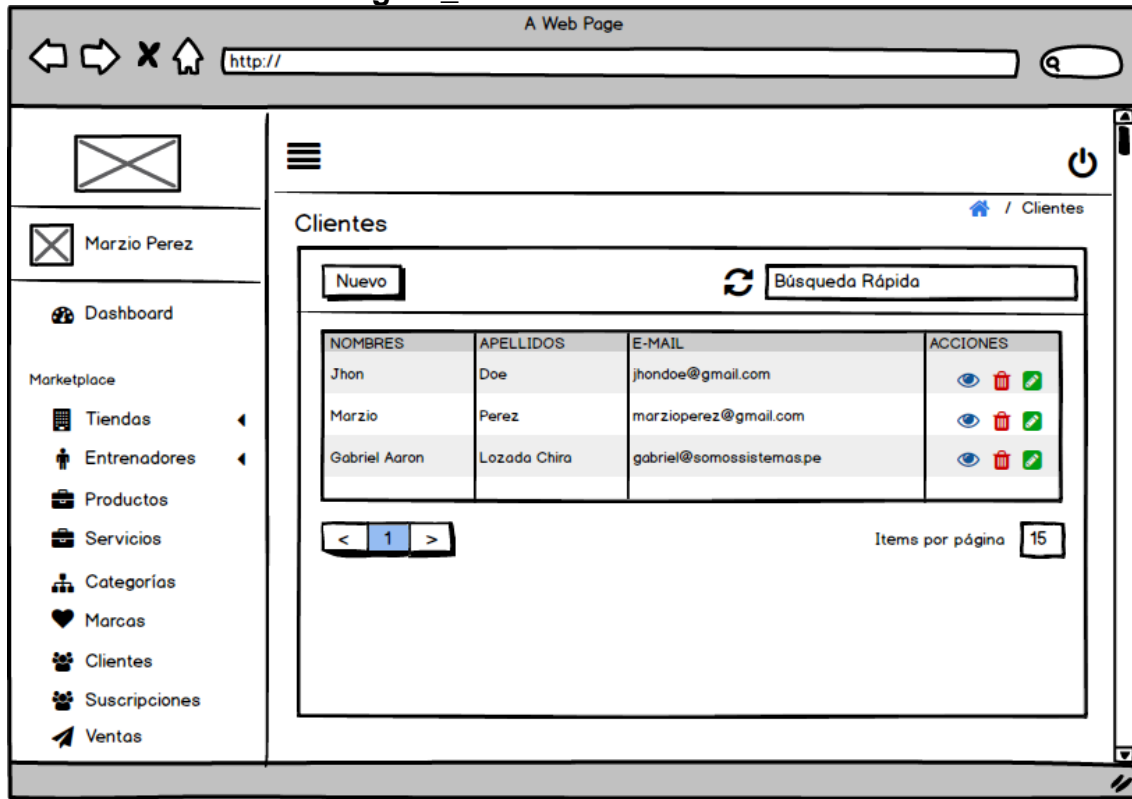 A Web Page
http://
Marzio Perez
Dashboard
Marketplace
Tiendas
Entrenadores
Productos
Servicios
Categorías
Marcas
Clientes
Suscripciones
Ventas
/ Clientes
Clientes
Nuevo
Búsqueda Rápida
NOMBRES APELLIDOS E-MAIL ACCIONES
Jhon Doe jhondoe@gmail.com
Marzio Perez marzioperez@gmail.com
Gabriel Aaron Lozada Chira gabriel@somossistemas.pe
< 1 >
Items por página 15